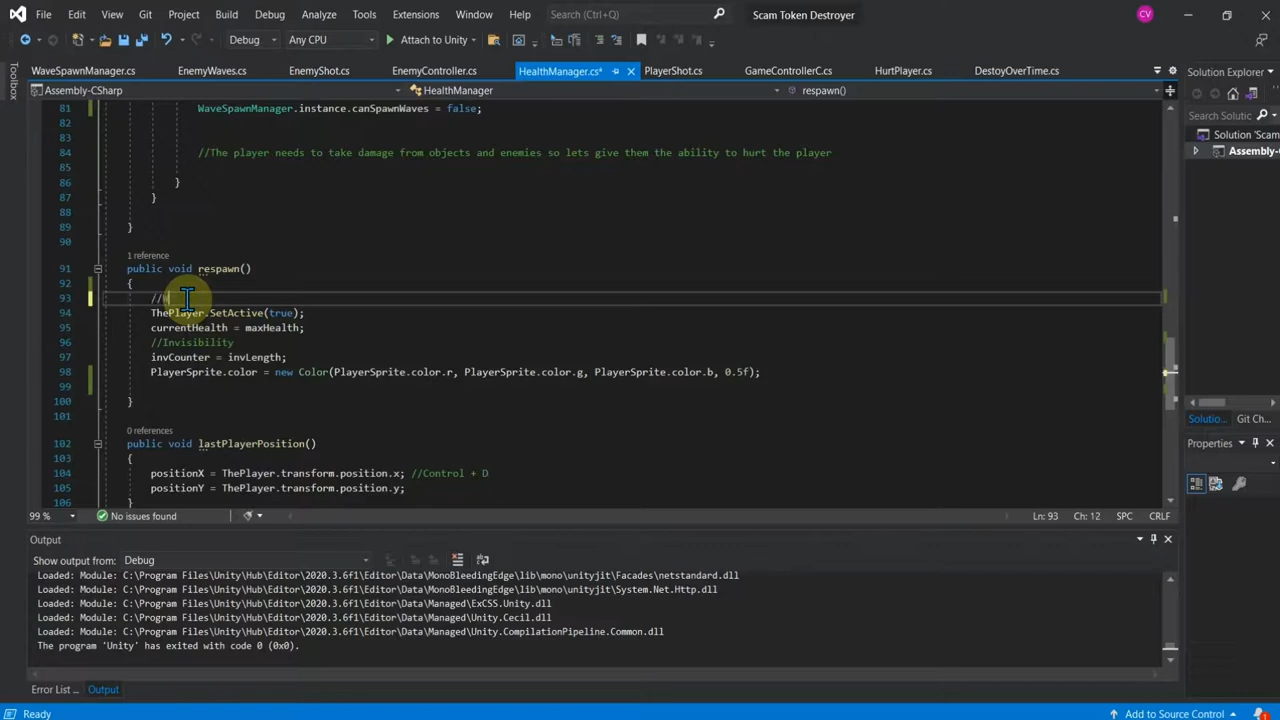 File Edit View Git Project Build Debug Analyze Tools Extensions Window Help Search (Ctrl+Q) Scam Token Destroyer CV
Debug Any CPU Attach to Unity
Toolbox
WaveSpawnManager.cs EnemyWaves.cs EnemyShot.cs EnemyController.cs HealthManager.cs* PlayerShot.cs GameControllerC.cs HurtPlayer.cs DestoyOverTime.cs
Assembly-CSharp HealthManager respawn()
81 WaveSpawnManager.instance.canSpawnWaves = false;
82
83
84 //The player needs to take damage from objects and enemies so lets give them the ability to hurt the player
85
86 }
87 }
88
89 }
90
1 reference
91 public void respawn()
92 {
93 //W
94 ThePlayer.SetActive(true);
95 currentHealth = maxHealth;
96 //Invisibility
97 invCounter = invLength;
98 PlayerSprite.color = new Color(PlayerSprite.color.r, PlayerSprite.color.g, PlayerSprite.color.b, 0.5f);
99
100 }
101
0 references
102 public void lastPlayerPosition()
103 {
104 positionX = ThePlayer.transform.position.x; //Control + D
105 positionY = ThePlayer.transform.position.y;
106 }
99 % No issues found Ln: 93 Ch: 12 SPC CRLF
Output
Show output from: Debug
Loaded: Module: C:\Program Files\Unity\Hub\Editor\2020.3.6f1\Editor\Data\MonoBleedingEdge\lib\mono\unityjit\Facades\netstandard.dll
Loaded: Module: C:\Program Files\Unity\Hub\Editor\2020.3.6f1\Editor\Data\MonoBleedingEdge\lib\mono\unityjit\System.Net.Http.dll
Loaded: Module: C:\Program Files\Unity\Hub\Editor\2020.3.6f1\Editor\Data\Managed\ExCSS.Unity.dll
Loaded: Module: C:\Program Files\Unity\Hub\Editor\2020.3.6f1\Editor\Data\Managed\Unity.Cecil.dll
Loaded: Module: C:\Program Files\Unity\Hub\Editor\2020.3.6f1\Editor\Data\Managed\Unity.CompilationPipeline.Common.dll
The program 'Unity' has exited with code 0 (0x0).
Error List ... Output
Solution Explorer
Search Solutic
Solution 'Scam
Assembly-C
Solutio... Git Ch...
Properties
Ready Add to Source Control